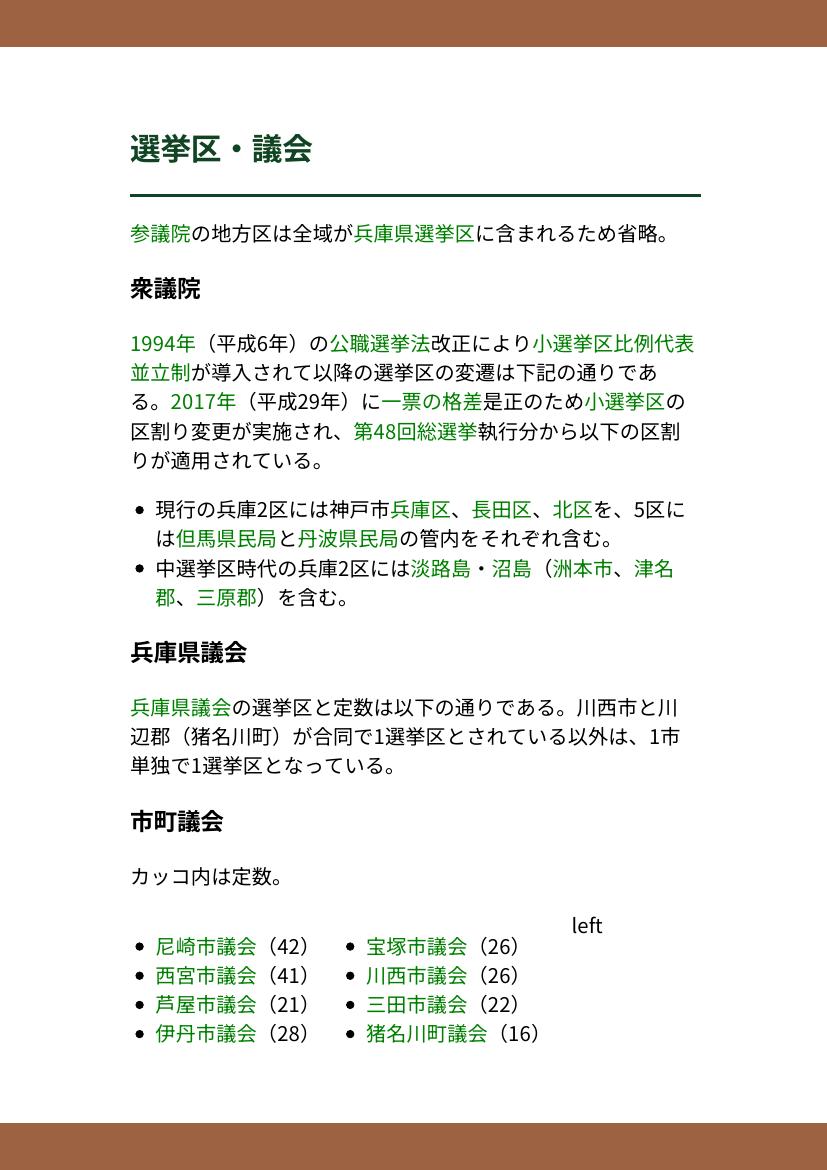 選挙区・議会
参議院の地方区は全域が兵庫県選挙区に含まれるため省略。
衆議院
1994年（平成6年）の公職選挙法改正により小選挙区比例代表
並立制が導入されて以降の選挙区の変遷は下記の通りであ
る。2017年（平成29年）に一票の格差是正のため小選挙区の
区割り変更が実施され、第48回総選挙執行分から以下の区割
りが適用されている。
• 現行の兵庫2区には神戸市兵庫区、長田区、北区を、5区に
は但馬県民局と丹波県民局の管内をそれぞれ含む。
• 中選挙区時代の兵庫2区には淡路島・沼島（洲本市、津名
郡、三原郡）を含む。
兵庫県議会
兵庫県議会の選挙区と定数は以下の通りである。川西市と川
辺郡（猪名川町）が合同で1選挙区とされている以外は、1市
単独で1選挙区となっている。
市町議会
カッコ内は定数。
• 尼崎市議会（42）
• 西宮市議会（41）
• 芦屋市議会（21）
• 伊丹市議会（28）
• 宝塚市議会（26）
• 川西市議会（26）
• 三田市議会（22）
• 猪名川町議会（16）
left